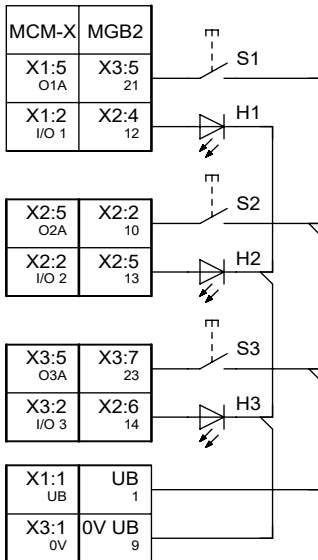 MCM-X MGB2
X1:5 X3:5 S1
O1A 21
X1:2 X2:4 H1
I/O 1 12
X2:5 X2:2 S2
O2A 10
X2:2 X2:5 H2
I/O 2 13
X3:5 X3:7 S3
O3A 23
X3:2 X2:6 H3
I/O 3 14
X1:1 UB
UB 1
X3:1 0V UB
0V 9